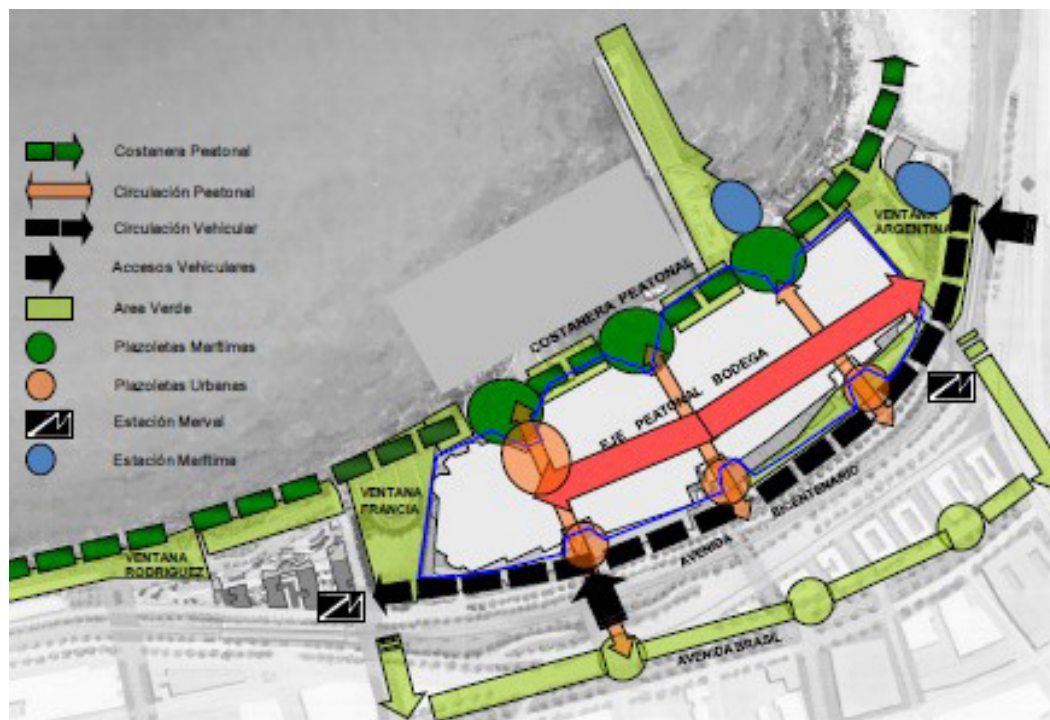 Costanera Peatonal
Circulación Peatonal
Circulación Vehicular
Accesos Vehiculares
Area Verde
Plazoletas Marítimas
Plazoletas Urbanas
Estación Merval
Estación Marítima
COSTANERA PEATONAL
EJE PEATONAL BODEGA
VENTANA
ARGENTINA
VENTANA
FRANCIA
VENTANA
RODRIGUEZ
AVENIDA BICENTENARIO
AVENIDA BRASIL